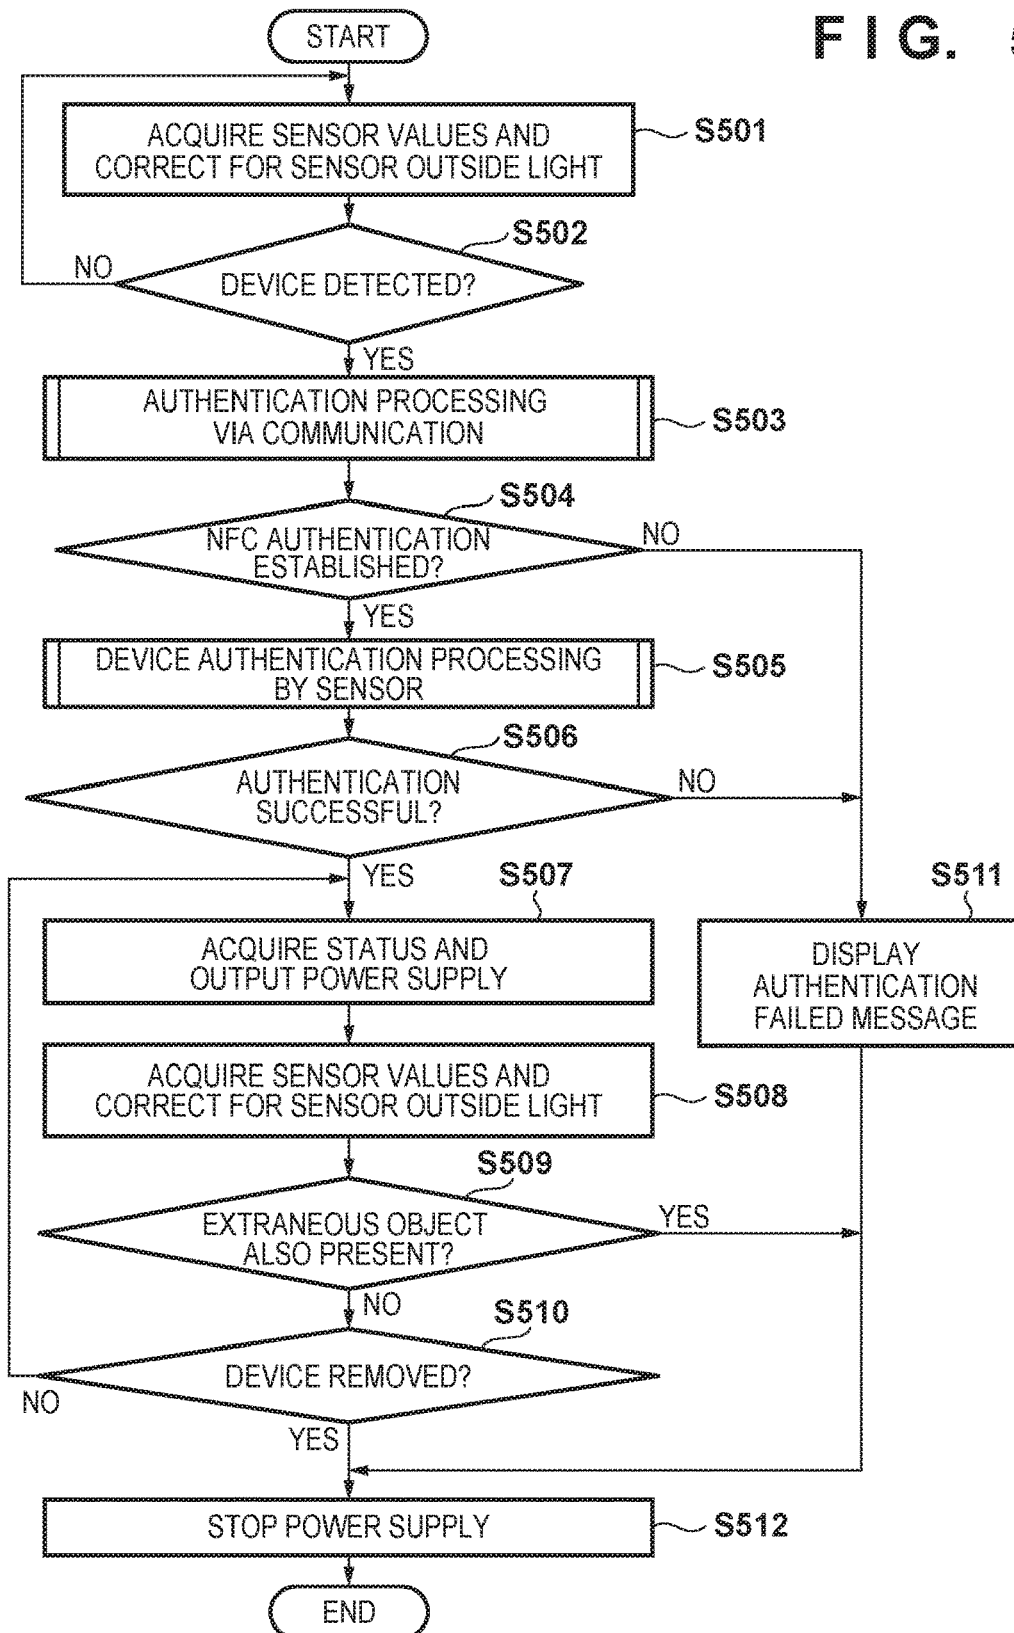 FIG. 5
START
ACQUIRE SENSOR VALUES AND
CORRECT FOR SENSOR OUTSIDE LIGHT
S501
S502
DEVICE DETECTED?
NO
YES
AUTHENTICATION PROCESSING
VIA COMMUNICATION
S503
S504
NFC AUTHENTICATION
ESTABLISHED?
NO
YES
DEVICE AUTHENTICATION PROCESSING
BY SENSOR
S505
S506
AUTHENTICATION
SUCCESSFUL?
NO
YES
S507
ACQUIRE STATUS AND
OUTPUT POWER SUPPLY
S511
DISPLAY
AUTHENTICATION
FAILED MESSAGE
ACQUIRE SENSOR VALUES AND
CORRECT FOR SENSOR OUTSIDE LIGHT
S508
S509
EXTRANEOUS OBJECT
ALSO PRESENT?
YES
NO
S510
DEVICE REMOVED?
NO
YES
STOP POWER SUPPLY
S512
END